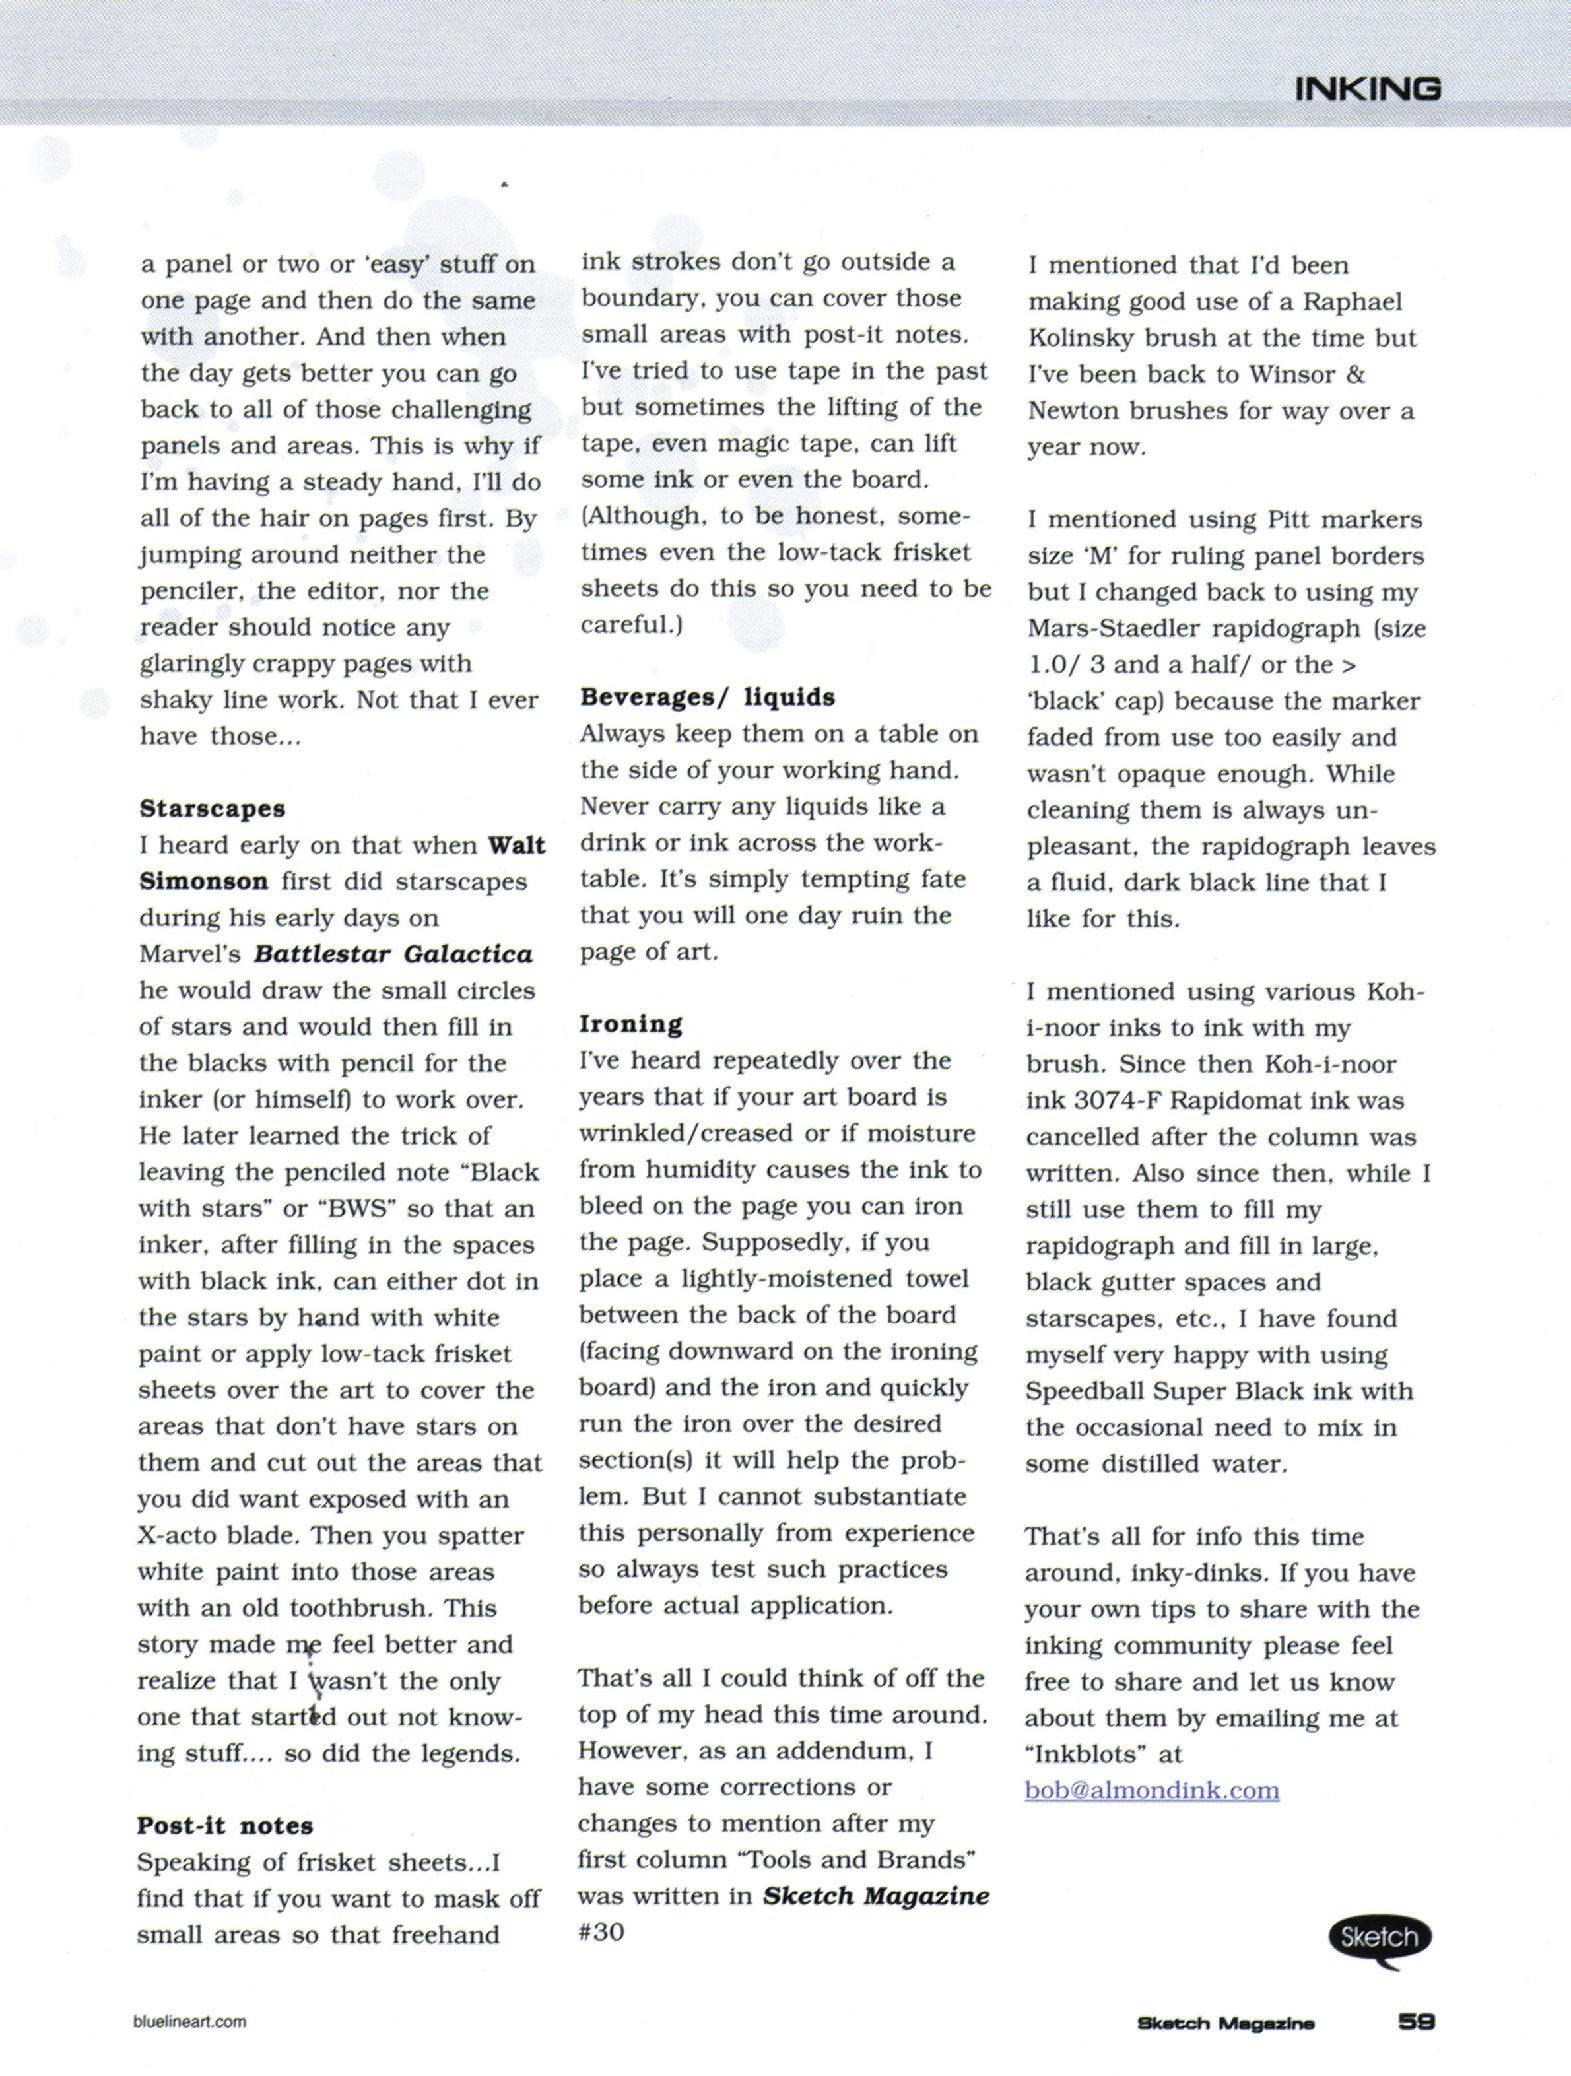 INKING
a panel or two or ‘easy’ stuff on
one page and then do the same
with another. And then when
the day gets better you can go
back to all of those challenging
panels and areas. This is why if
I'm having a steady hand, I'll do
all of the hair on pages first. By
jumping around neither the
penciler, the editor, nor the
reader should notice any
glaringly crappy pages with
shaky line work. Not that I ever
have those...
Starscapes
I heard early on that when Walt
Simonson first did starscapes
during his early days on
Marvel's Battlestar Galactica
he would draw the small circles
of stars and would then fill in
the blacks with pencil for the
inker (or himself) to work over.
He later learned the trick of
leaving the penciled note “Black
with stars” or “BWS” so that an
inker, after filling in the spaces
with black ink, can either dot in
the stars by hand with white
paint or apply low-tack frisket
sheets over the art to cover the
areas that don't have stars on
them and cut out the areas that
you did want exposed with an
X-acto blade. Then you spatter
white paint into those areas
with an old toothbrush. This
story made me feel better and
realize that I wasn't the only
one that started out not know-
ing stuff.... so did the legends.
Post-it notes
Speaking of frisket sheets...I
find that if you want to mask off
small areas so that freehand
ink strokes don't go outside a
boundary, you can cover those
small areas with post-it notes.
I've tried to use tape in the past
but sometimes the lifting of the
tape, even magic tape, can lift
some ink or even the board.
(Although, to be honest, some-
times even the low-tack frisket
sheets do this so you need to be
careful.)
Beverages/ liquids
Always keep them on a table on
the side of your working hand.
Never carry any liquids like a
drink or ink across the work-
table. It's simply tempting fate
that you will one day ruin the
page of art.
Ironing
I've heard repeatedly over the
years that if your art board is
wrinkled/creased or if moisture
from humidity causes the ink to
bleed on the page you can iron
the page. Supposedly, if you
place a lightly-moistened towel
between the back of the board
(facing downward on the ironing
board) and the iron and quickly
run the iron over the desired
section(s) it will help the prob-
lem. But I cannot substantiate
this personally from experience
so always test such practices
before actual application.
That's all I could think of off the
top of my head this time around.
However, as an addendum, I
have some corrections or
changes to mention after my
first column “Tools and Brands”
was written in Sketch Magazine
#30
I mentioned that I'd been
making good use of a Raphael
Kolinsky brush at the time but
I've been back to Winsor &
Newton brushes for way over a
year now.
I mentioned using Pitt markers
size ‘M’ for ruling panel borders
but I changed back to using my
Mars-Staedler rapidograph (size
1.0/ 3 and a half/ or the >
‘black’ cap) because the marker
faded from use too easily and
wasn't opaque enough. While
cleaning them is always un-
pleasant, the rapidograph leaves
a fluid, dark black line that I
like for this.
I mentioned using various Koh-
i-noor inks to ink with my
brush. Since then Koh-i-noor
ink 3074-F Rapidomat ink was
cancelled after the column was
written. Also since then, while I
still use them to fill my
rapidograph and fill in large,
black gutter spaces and
starscapes, etc., I have found
myself very happy with using
Speedball Super Black ink with
the occasional need to mix in
some distilled water.
That's all for info this time
around, inky-dinks. If you have
your own tips to share with the
inking community please feel
free to share and let us know
about them by emailing me at
“Inkblots” at
bob@almondink.com
Sketch
bluelineart.com
Sketch Magazine 59